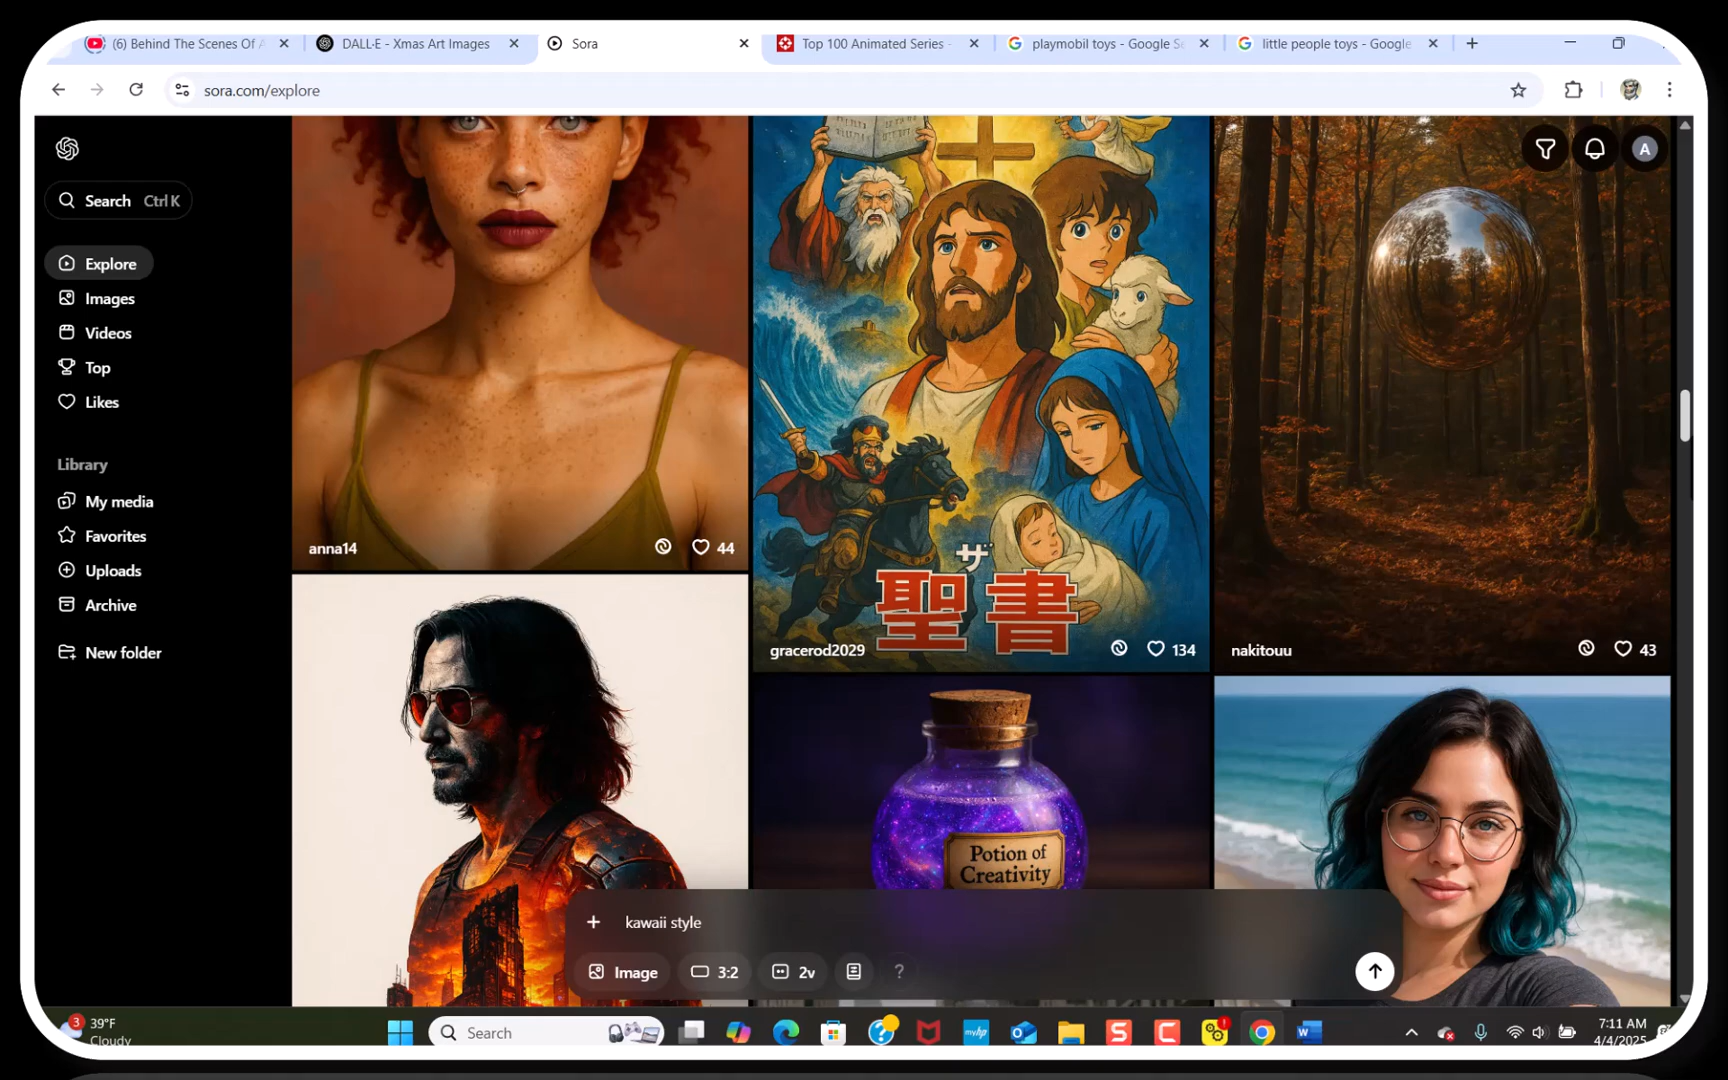 (6) Behind The Scenes Of A
DALL·E - Xmas Art Images
Sora
Top 100 Animated Series -
playmobil toys - Google Se
little people toys - Google
sora.com/explore
Search Ctrl K
Explore
Images
Videos
Top
Likes
Library
My media
Favorites
Uploads
Archive
New folder
A
anna14
44
ザ
聖書
gracerod2029
134
nakitouu
43
Potion of
Creativity
kawaii style
Image
3:2
2v
?
3
39°F
Cloudy
Search
myhp
7:11 AM
4/4/2025